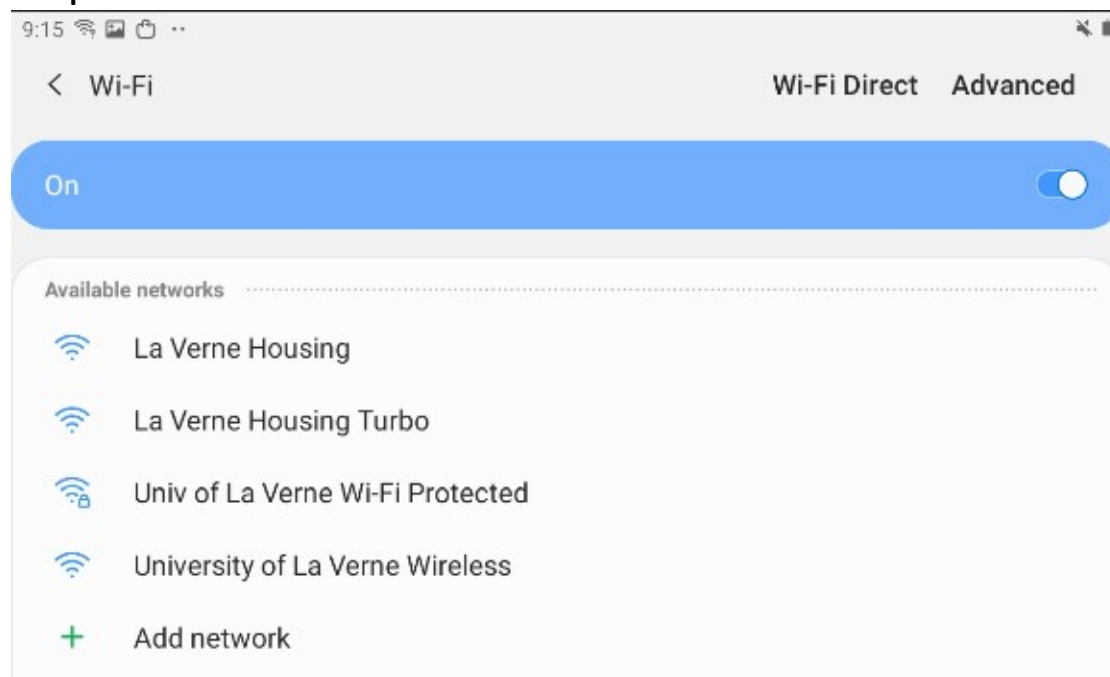 9:15
Wi-Fi Wi-Fi Direct Advanced
On
Available networks
La Verne Housing
La Verne Housing Turbo
Univ of La Verne Wi-Fi Protected
University of La Verne Wireless
Add network